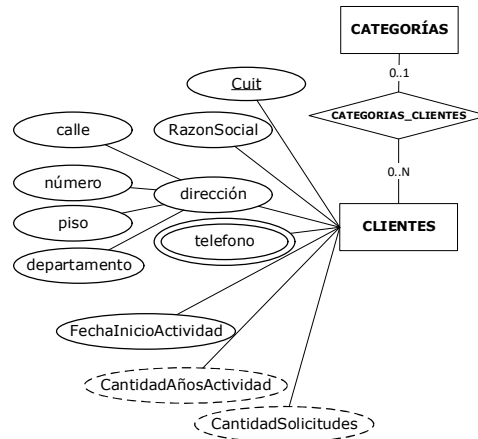 CATEGORÍAS
0..1
Cuit
CATEGORIAS_CLIENTES
RazonSocial
calle
0..N
número
dirección
piso
CLIENTES
telefono
departamento
FechaInicioActividad
CantidadAñosActividad
CantidadSolicitudes